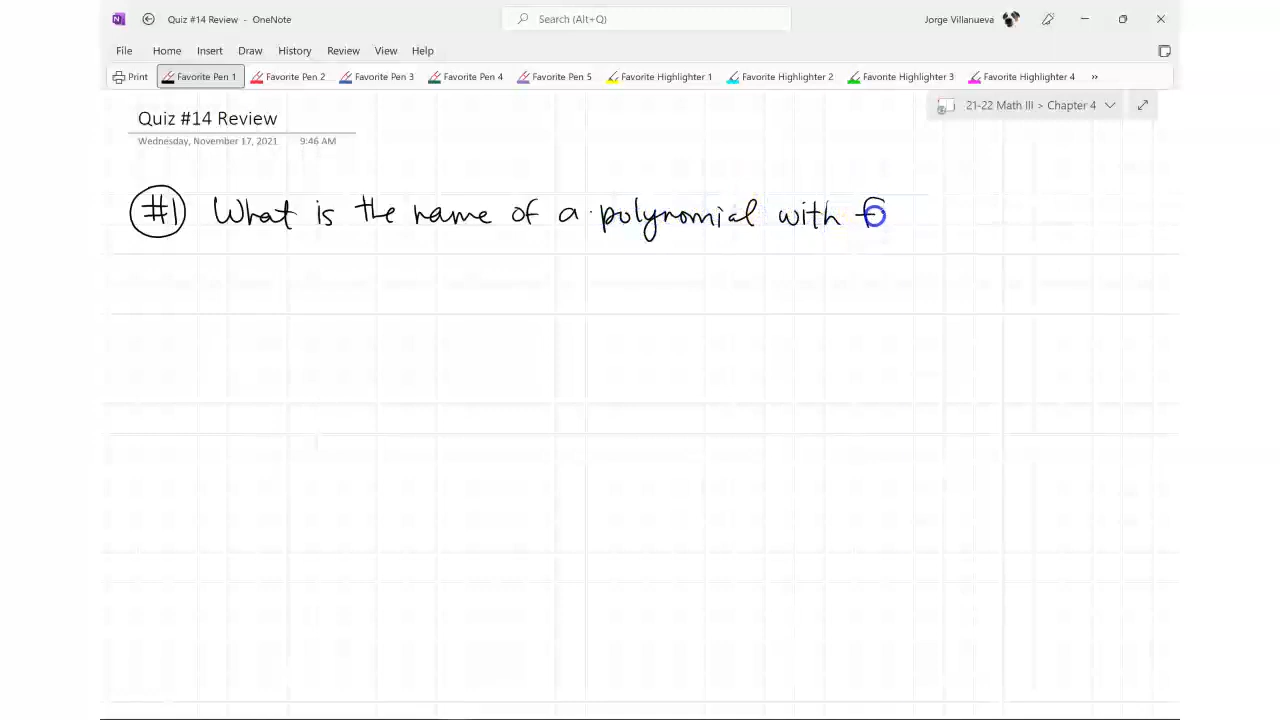 Quiz #14 Review - OneNote
Search (Alt+Q)
Jorge Villanueva
File Home Insert Draw History Review View Help
Print Favorite Pen 1 Favorite Pen 2 Favorite Pen 3 Favorite Pen 4 Favorite Pen 5 Favorite Highlighter 1 Favorite Highlighter 2 Favorite Highlighter 3 Favorite Highlighter 4
21-22 Math III > Chapter 4
Quiz #14 Review
Wednesday, November 17, 2021 9:46 AM
#1 What is the name of a polynomial with